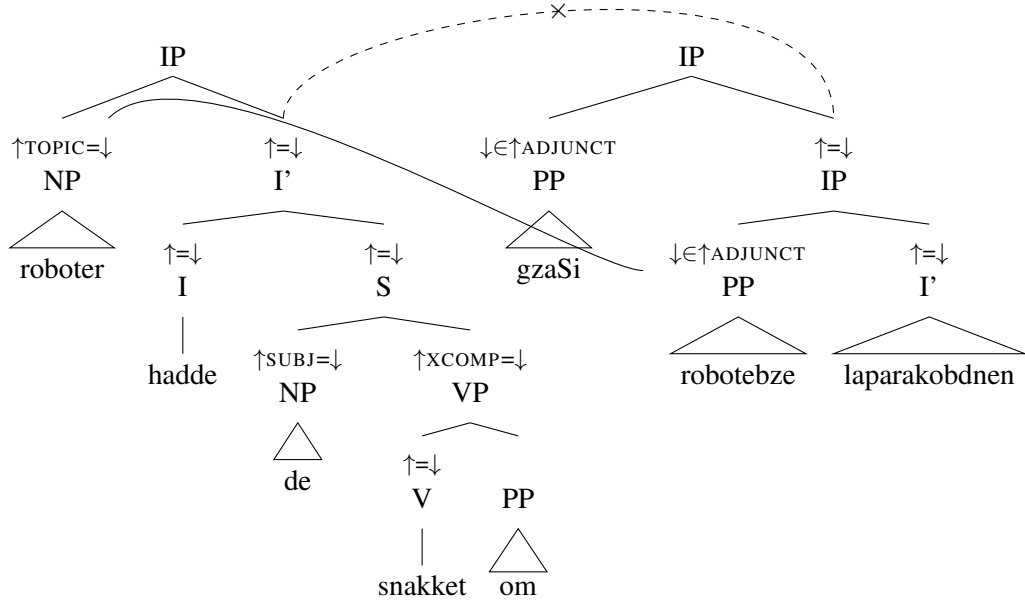 IP IP
↑TOPIC=↓ ↑=↓ ↓∈↑ADJUNCT ↑=↓
NP I' PP IP
roboter ↑=↓ ↑=↓ gzaSi ↓∈↑ADJUNCT ↑=↓
I S PP I'
hadde ↑SUBJ=↓ ↑XCOMP=↓ robotebze laparakobdnen
NP VP
de ↑=↓
V PP
snakket om